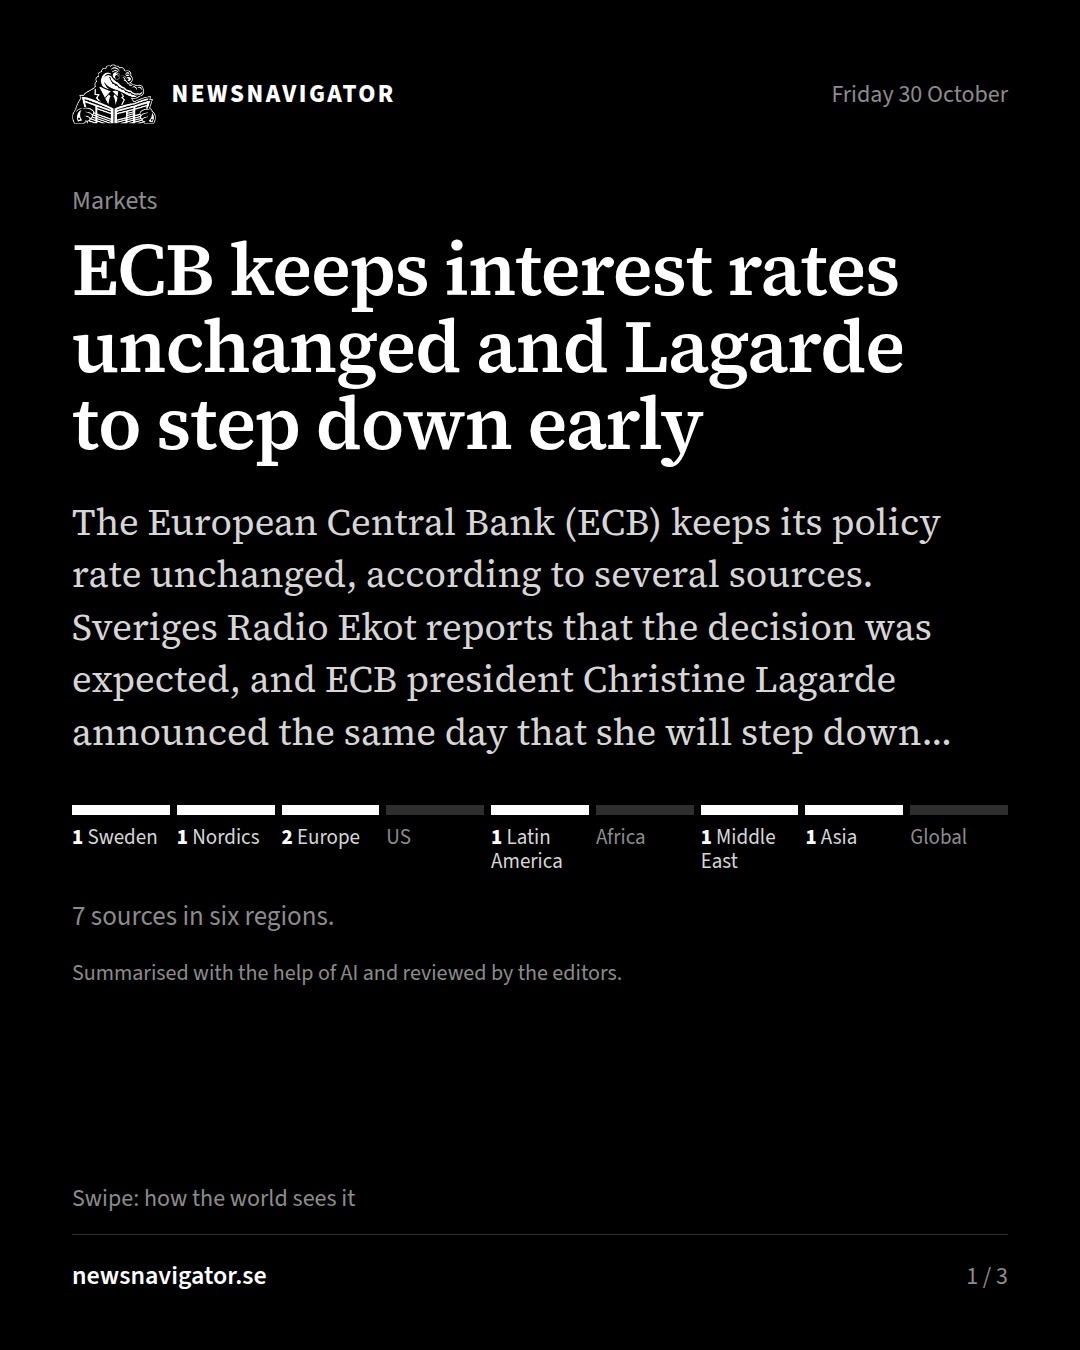 NEWSNAVIGATOR
Friday 30 October
Markets
ECB keeps interest rates
unchanged and Lagarde
to step down early
The European Central Bank (ECB) keeps its policy
rate unchanged, according to several sources.
Sveriges Radio Ekot reports that the decision was
expected, and ECB president Christine Lagarde
announced the same day that she will step down...
1 Sweden
1 Nordics
2 Europe
US
1 Latin
America
Africa
1 Middle
East
1 Asia
Global
7 sources in six regions.
Summarised with the help of AI and reviewed by the editors.
Swipe: how the world sees it
newsnavigator.se
1 / 3